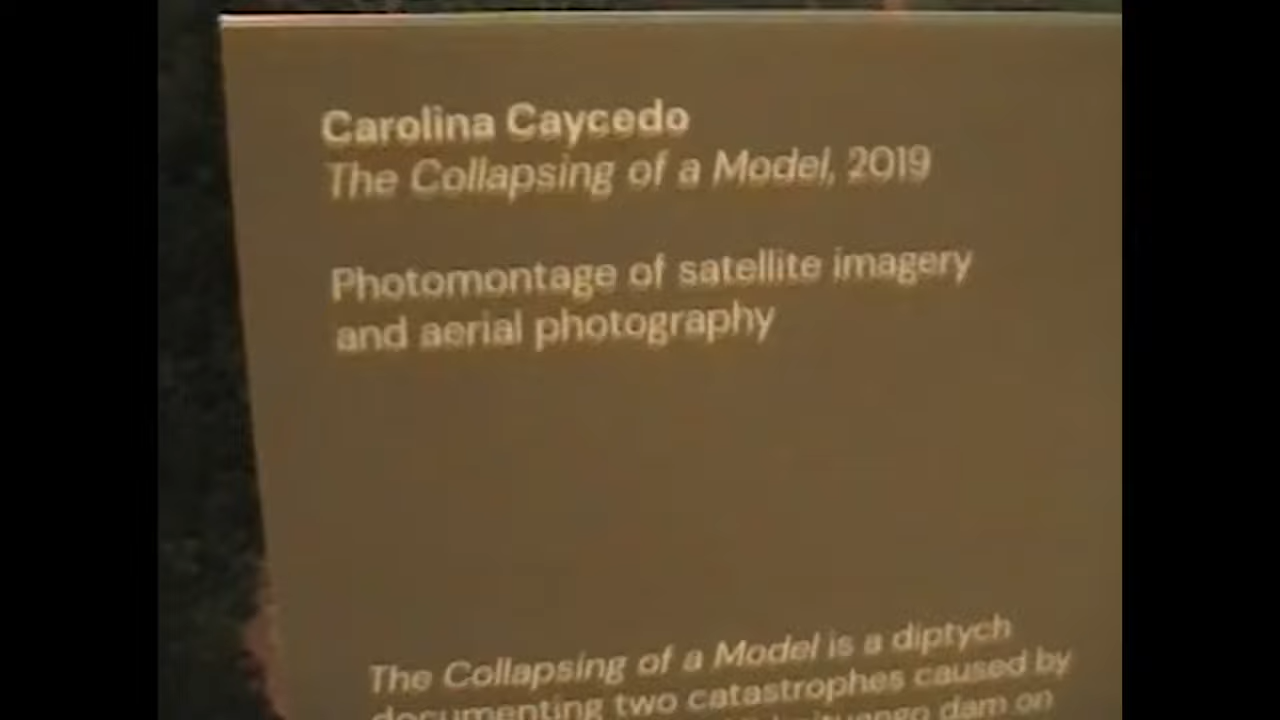 Carolina Caycedo
The Collapsing of a Model, 2019
Photomontage of satellite imagery
and aerial photography
The Collapsing of a Model is a diptych
documenting two catastrophes caused by
dam on